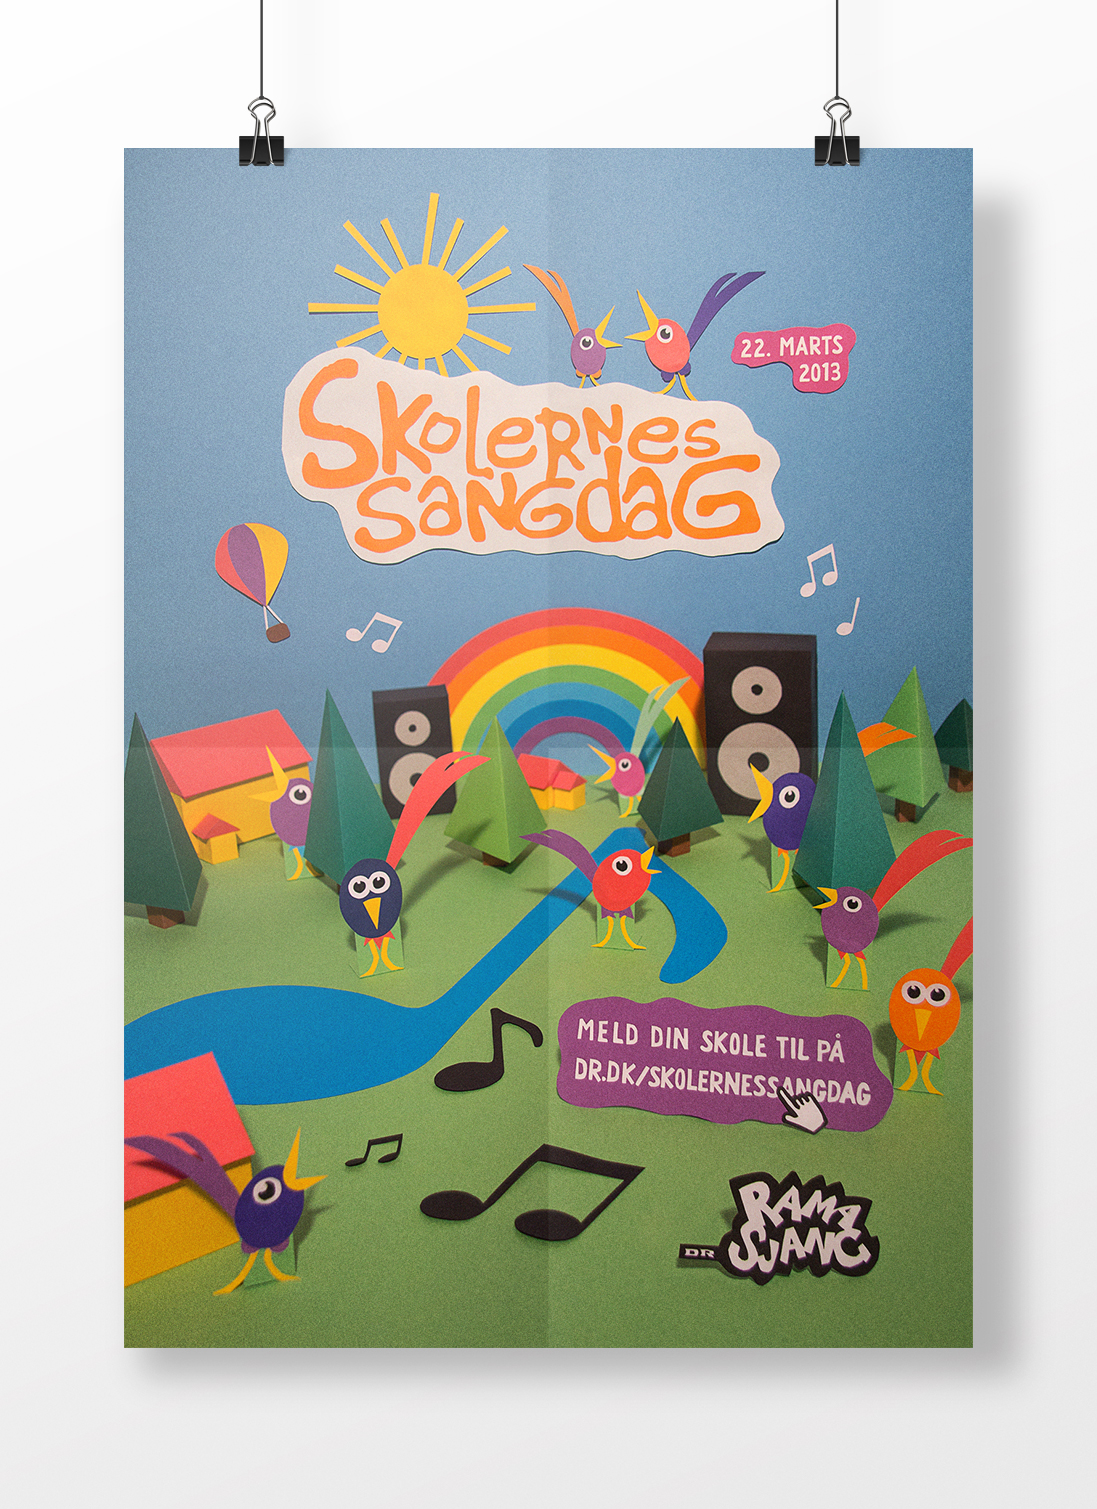 22. MARTS
2013
SKOLERNES
SANGDAG
MELD DIN SKOLE TIL PÅ
DR.DK/SKOLERNESSANGDAG
RAMA
SJANG
DR